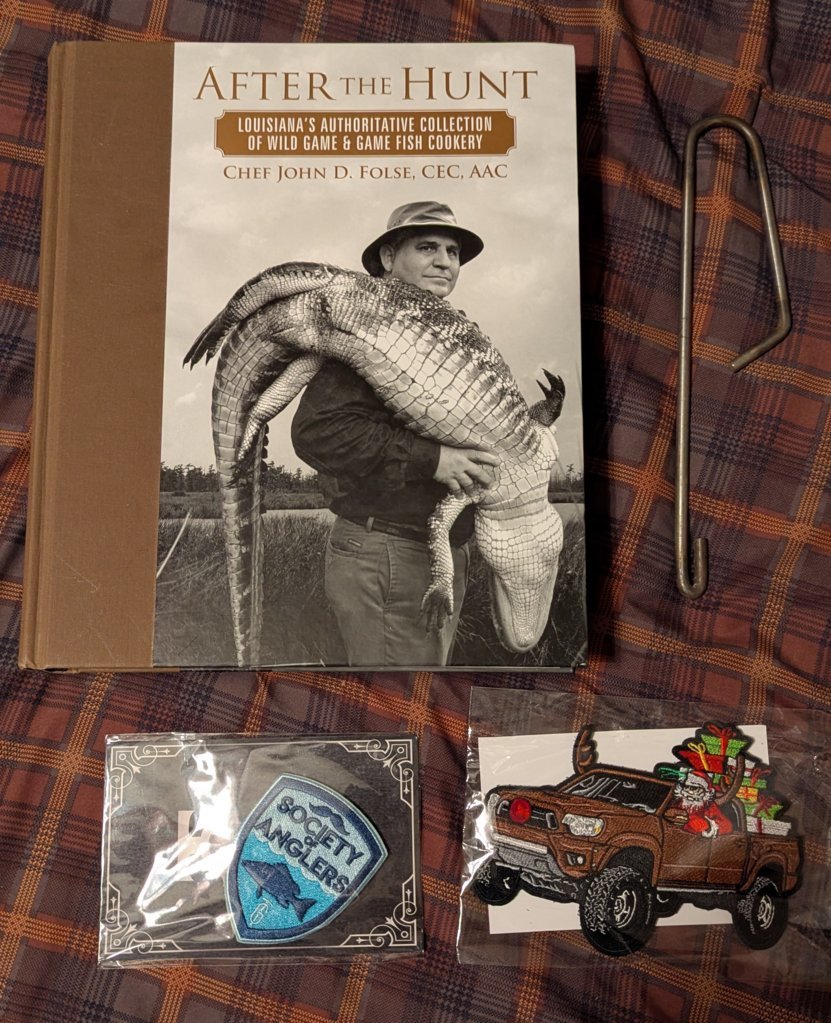 AFTER THE HUNT
LOUISIANA'S AUTHORITATIVE COLLECTION
OF WILD GAME & GAME FISH COOKERY
CHEF JOHN D. FOLSE, CEC, AAC
SOCIETY
OF
ANGLERS